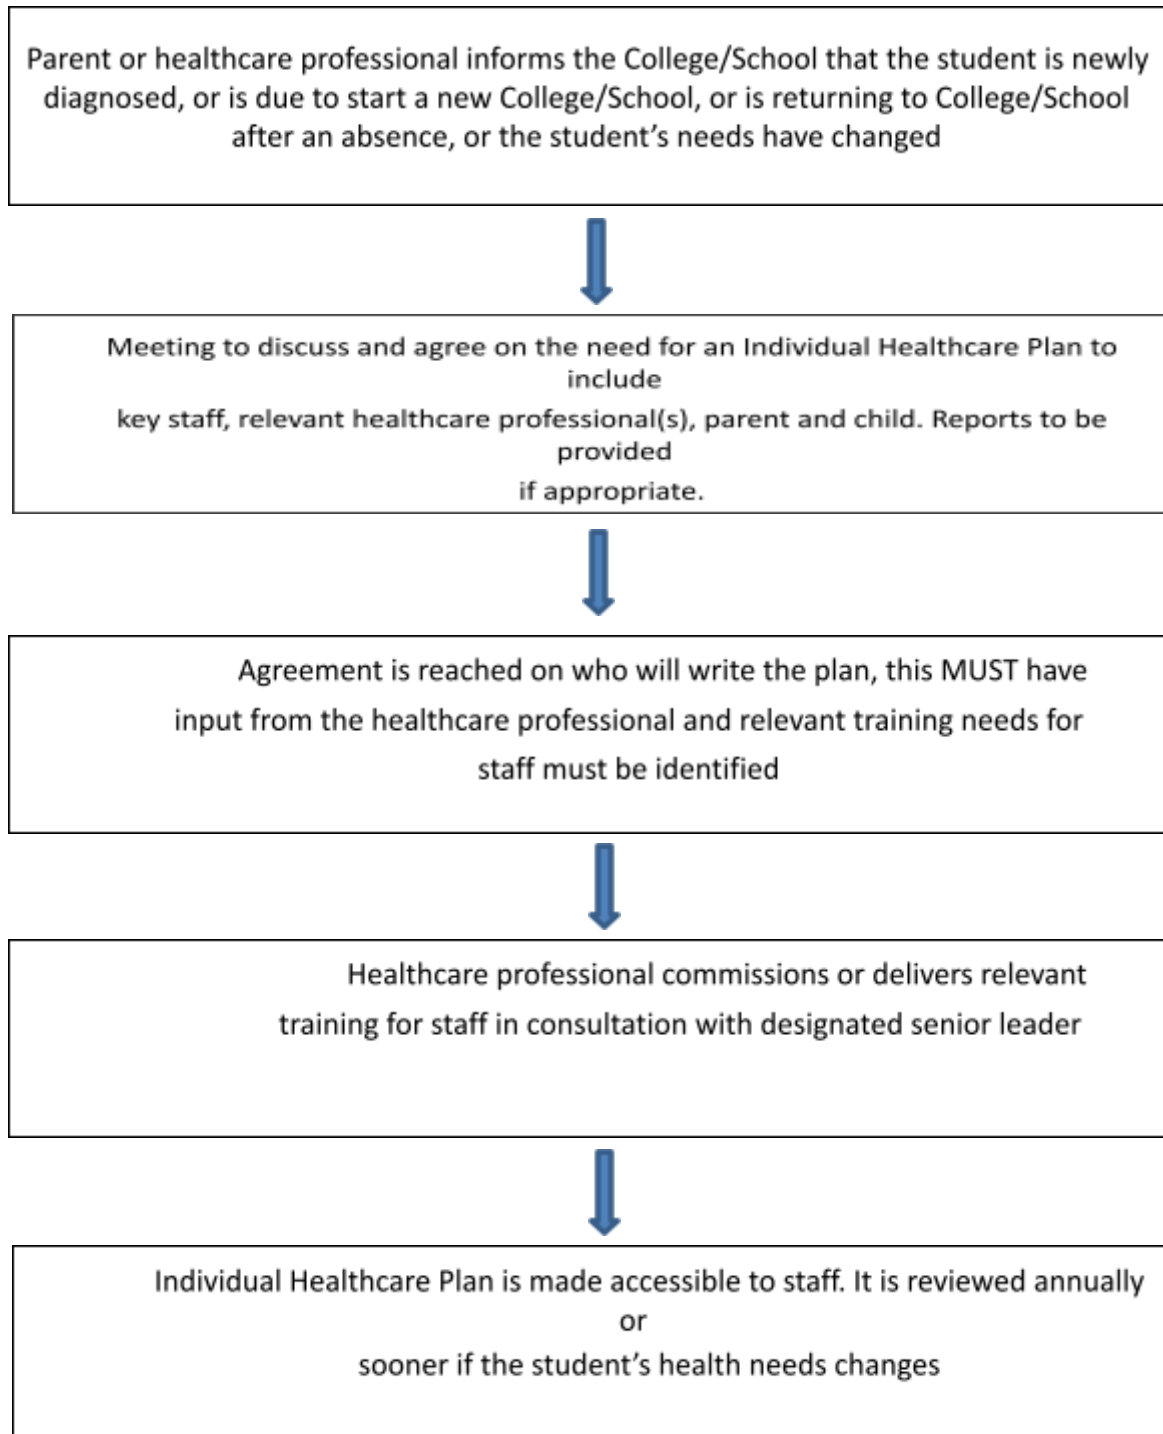 Parent or healthcare professional informs the College/School that the student is newly
diagnosed, or is due to start a new College/School, or is returning to College/School
after an absence, or the student’s needs have changed
Meeting to discuss and agree on the need for an Individual Healthcare Plan to
include
key staff, relevant healthcare professional(s), parent and child. Reports to be
provided
if appropriate.
Agreement is reached on who will write the plan, this MUST have
input from the healthcare professional and relevant training needs for
staff must be identified
Healthcare professional commissions or delivers relevant
training for staff in consultation with designated senior leader
Individual Healthcare Plan is made accessible to staff. It is reviewed annually
or
sooner if the student’s health needs changes